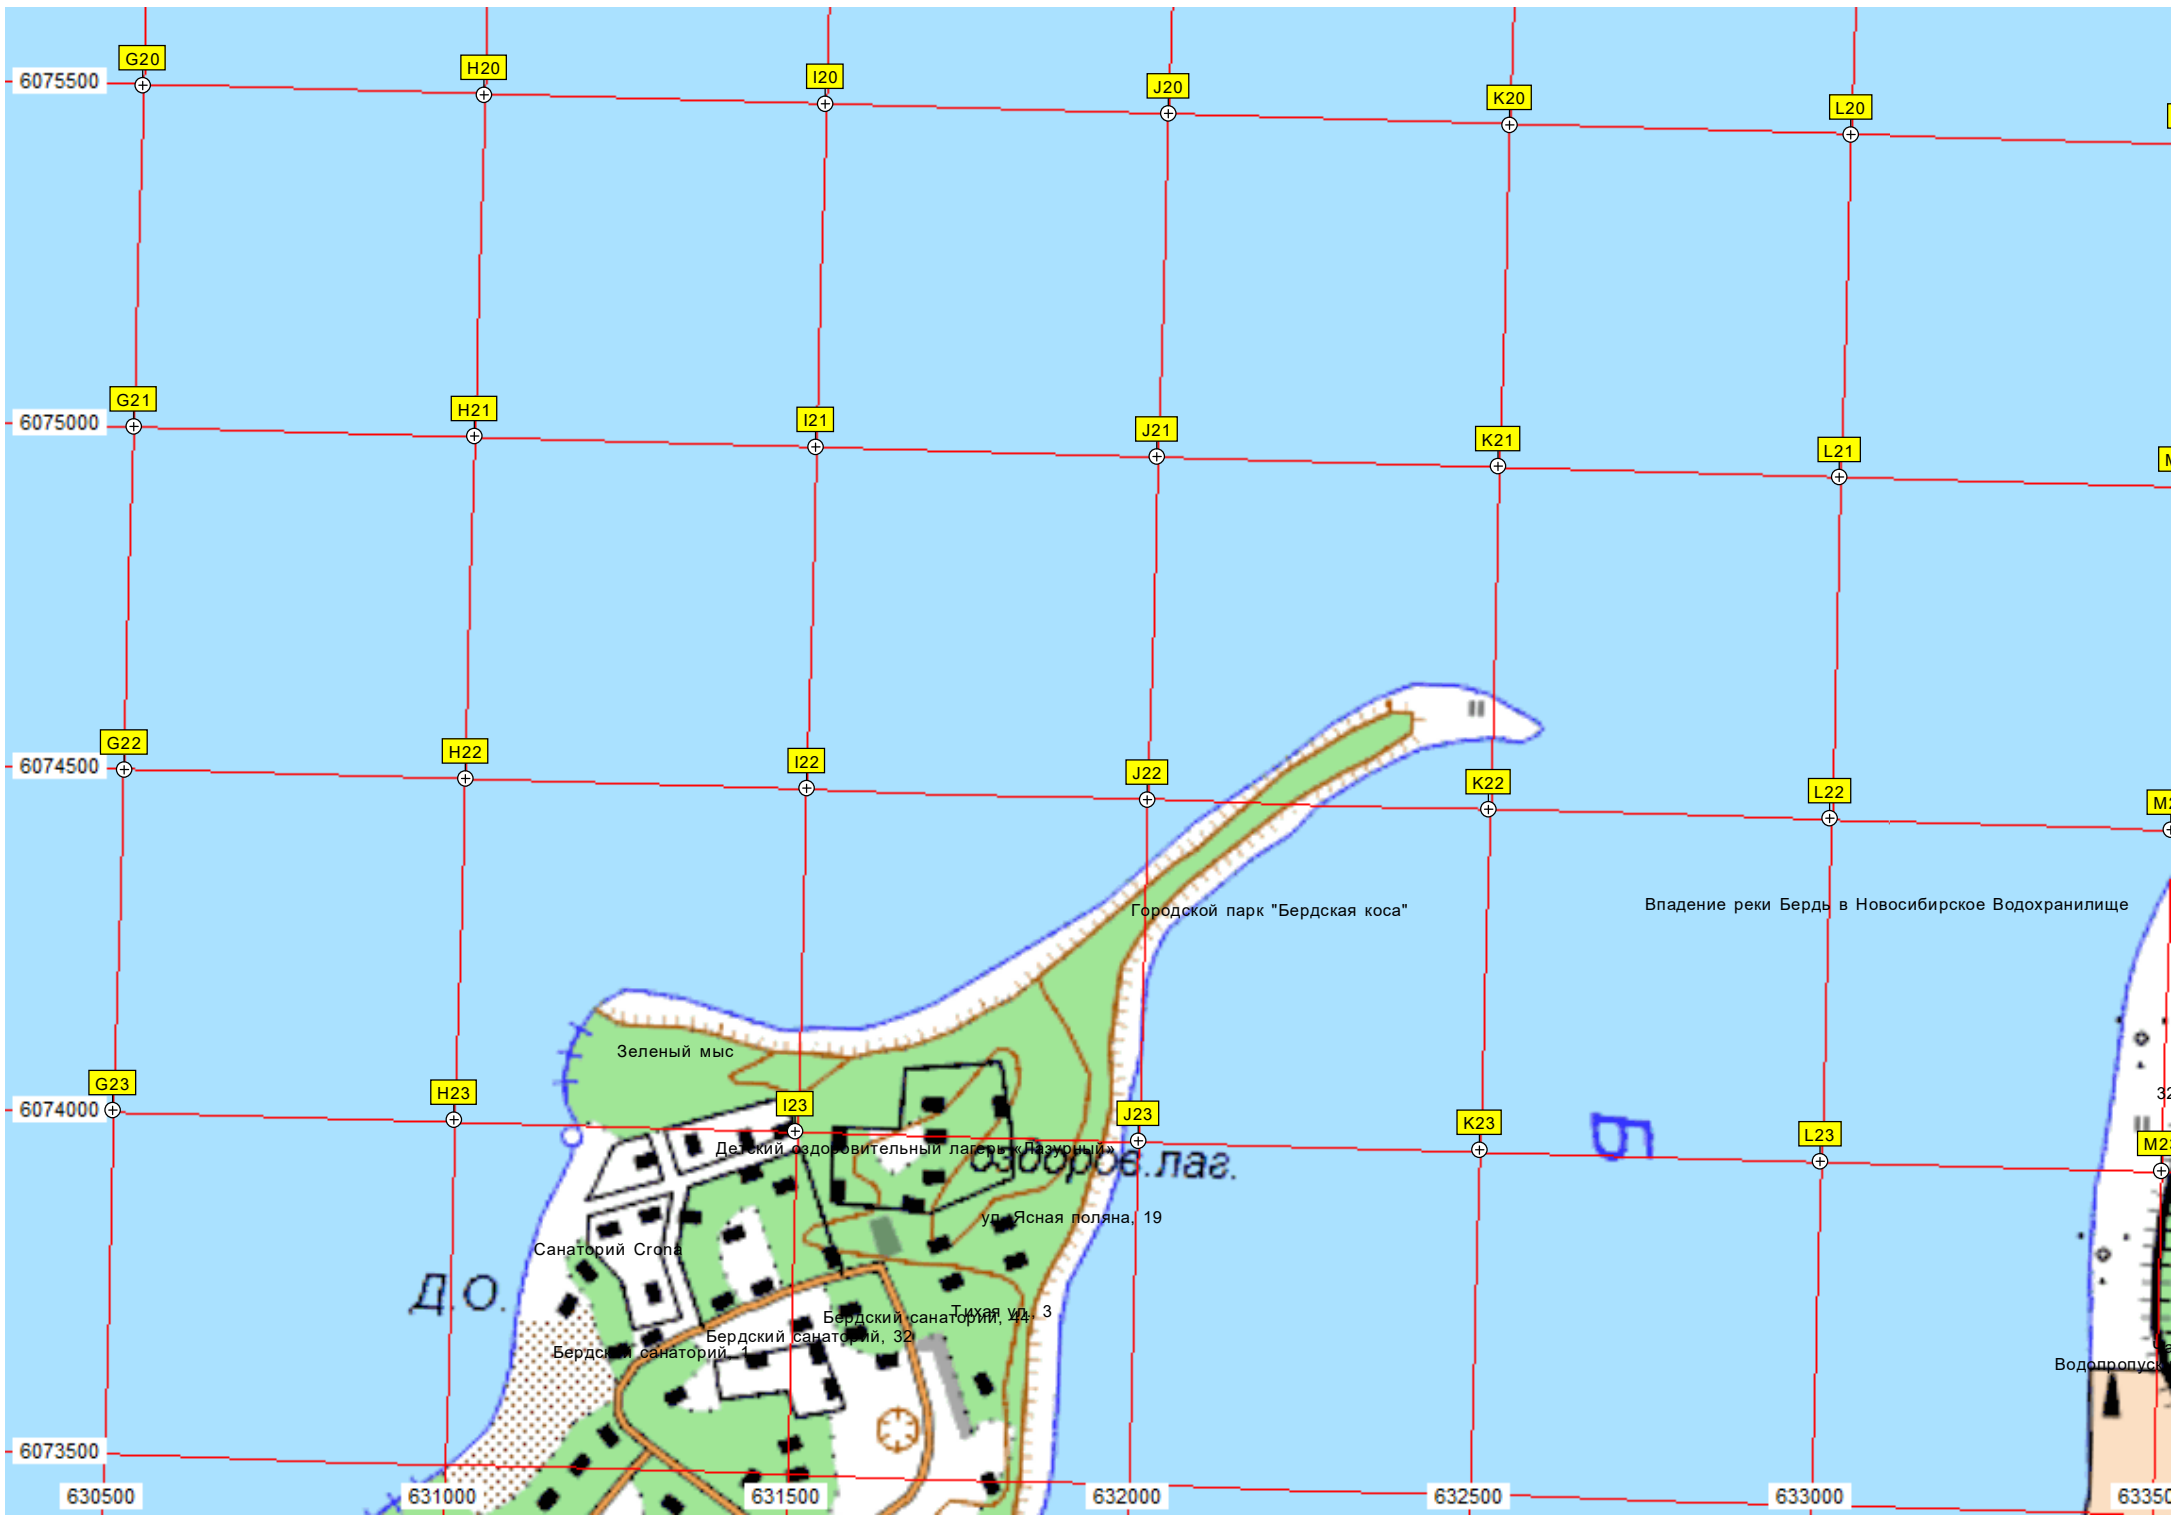 G20
H20
I20
J20
K20
L20
6075500
G21
H21
I21
J21
K21
L21
6075000
G22
H22
I22
J22
K22
L22
6074500
Городской парк "Бердская коса"
Впадение реки Бердь в Новосибирское Водохранилище
Зеленый мыс
G23
H23
I23
J23
K23
L23
6074000
Детский оздоровительный лагерь «Лазурный»
оздоров.лаг.
ул. Ясная поляна, 19
Санаторий Crona
Д.О.
Тихая ул., 3
Бердский санаторий, 44
Бердский санаторий, 32
Бердский санаторий, 1
6073500
630500
631000
631500
632000
632500
633000